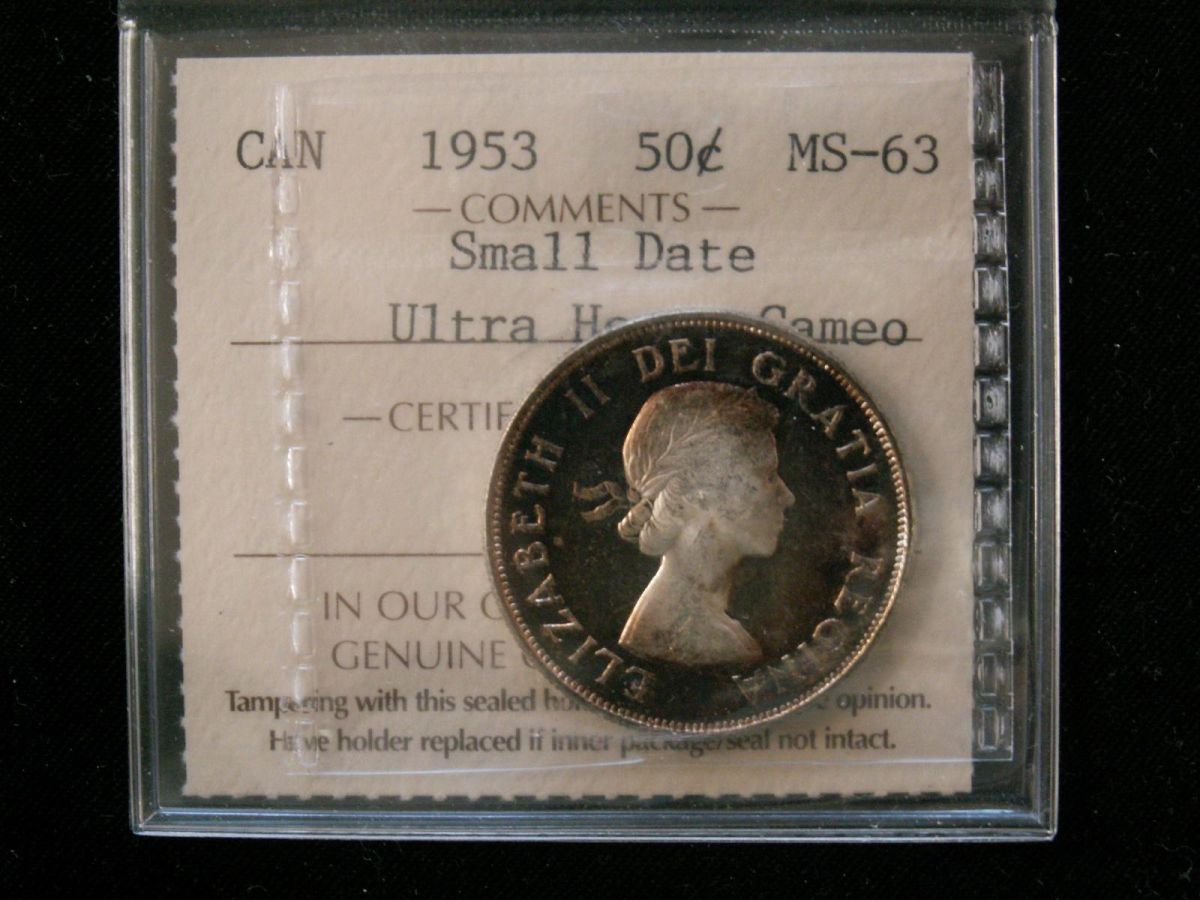 CAN 1953 50¢ MS-63
— COMMENTS —
Small Date
Ultra Cameo
— CERTIF
IN OUR
GENUINE
Tampering with this sealed opinion.
Have holder replaced if inner package/seal not intact.
ELIZABETH II DEI GRATIA REGINA